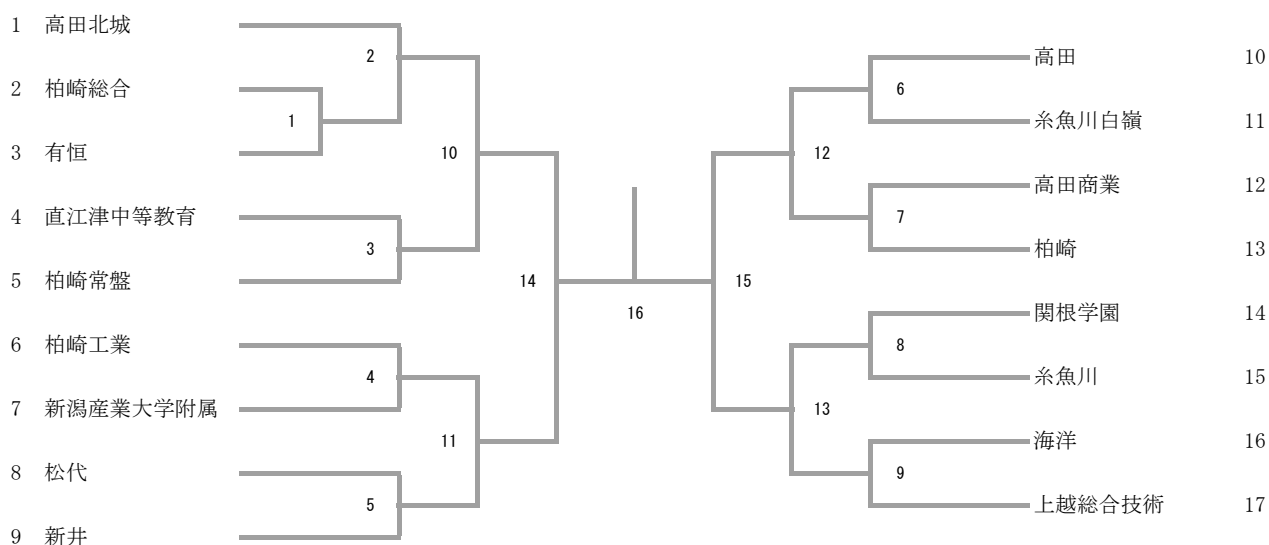 1 高田北城
2 柏崎総合
3 有恒
4 直江津中等教育
5 柏崎常盤
6 柏崎工業
7 新潟産業大学附属
8 松代
9 新井
2
1
10
3
14
4
11
5
16
6
12
7
15
8
13
9
高田 10
糸魚川白嶺 11
高田商業 12
柏崎 13
関根学園 14
糸魚川 15
海洋 16
上越総合技術 17